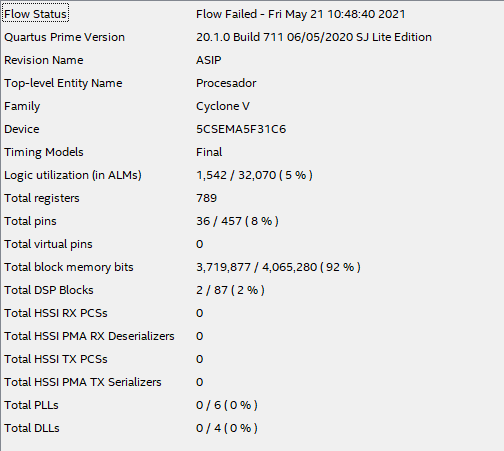 Flow Status Flow Failed - Fri May 21 10:48:40 2021
Quartus Prime Version 20.1.0 Build 711 06/05/2020 SJ Lite Edition
Revision Name ASIP
Top-level Entity Name Procesador
Family Cyclone V
Device 5CSEMA5F31C6
Timing Models Final
Logic utilization (in ALMs) 1,542 / 32,070 ( 5 % )
Total registers 789
Total pins 36 / 457 ( 8 % )
Total virtual pins 0
Total block memory bits 3,719,877 / 4,065,280 ( 92 % )
Total DSP Blocks 2 / 87 ( 2 % )
Total HSSI RX PCSs 0
Total HSSI PMA RX Deserializers 0
Total HSSI TX PCSs 0
Total HSSI PMA TX Serializers 0
Total PLLs 0 / 6 ( 0 % )
Total DLLs 0 / 4 ( 0 % )